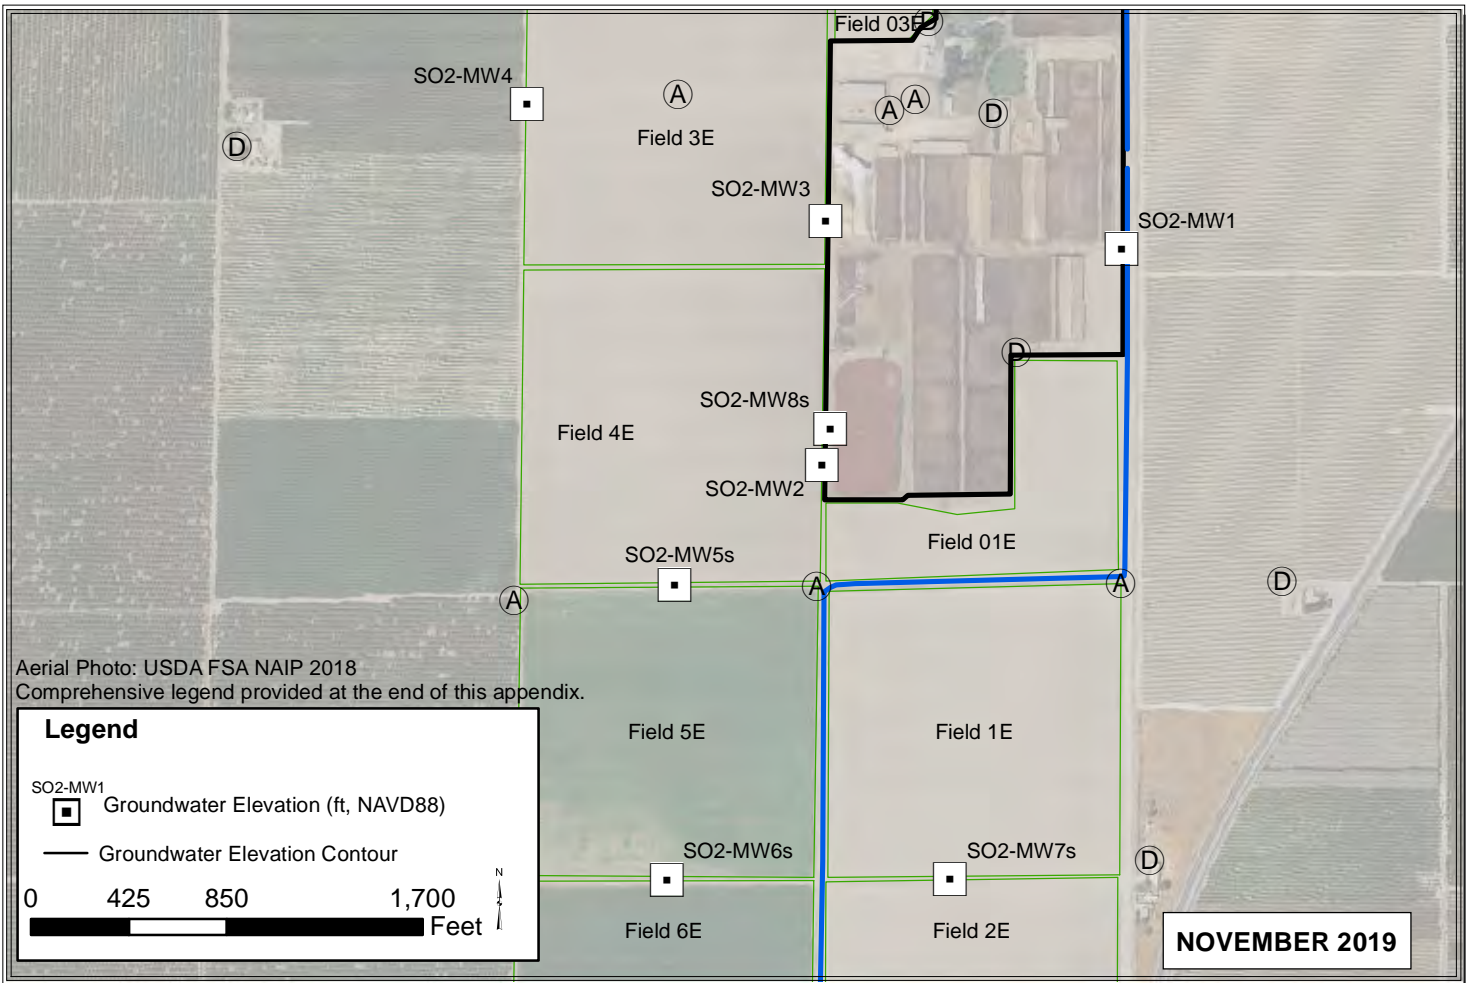 Field 03E
D
SO2-MW4
A
A
A
D
Field 3E
D
SO2-MW3
SO2-MW1
D
SO2-MW8s
Field 4E
SO2-MW2
Field 01E
SO2-MW5s
A
A
A
D
Aerial Photo: USDA FSA NAIP 2018
Comprehensive legend provided at the end of this appendix.
Legend
SO2-MW1
Groundwater Elevation (ft, NAVD88)
Groundwater Elevation Contour
N
0 425 850 1,700
Feet
Field 5E
Field 1E
SO2-MW6s
SO2-MW7s
D
Field 6E
Field 2E
NOVEMBER 2019